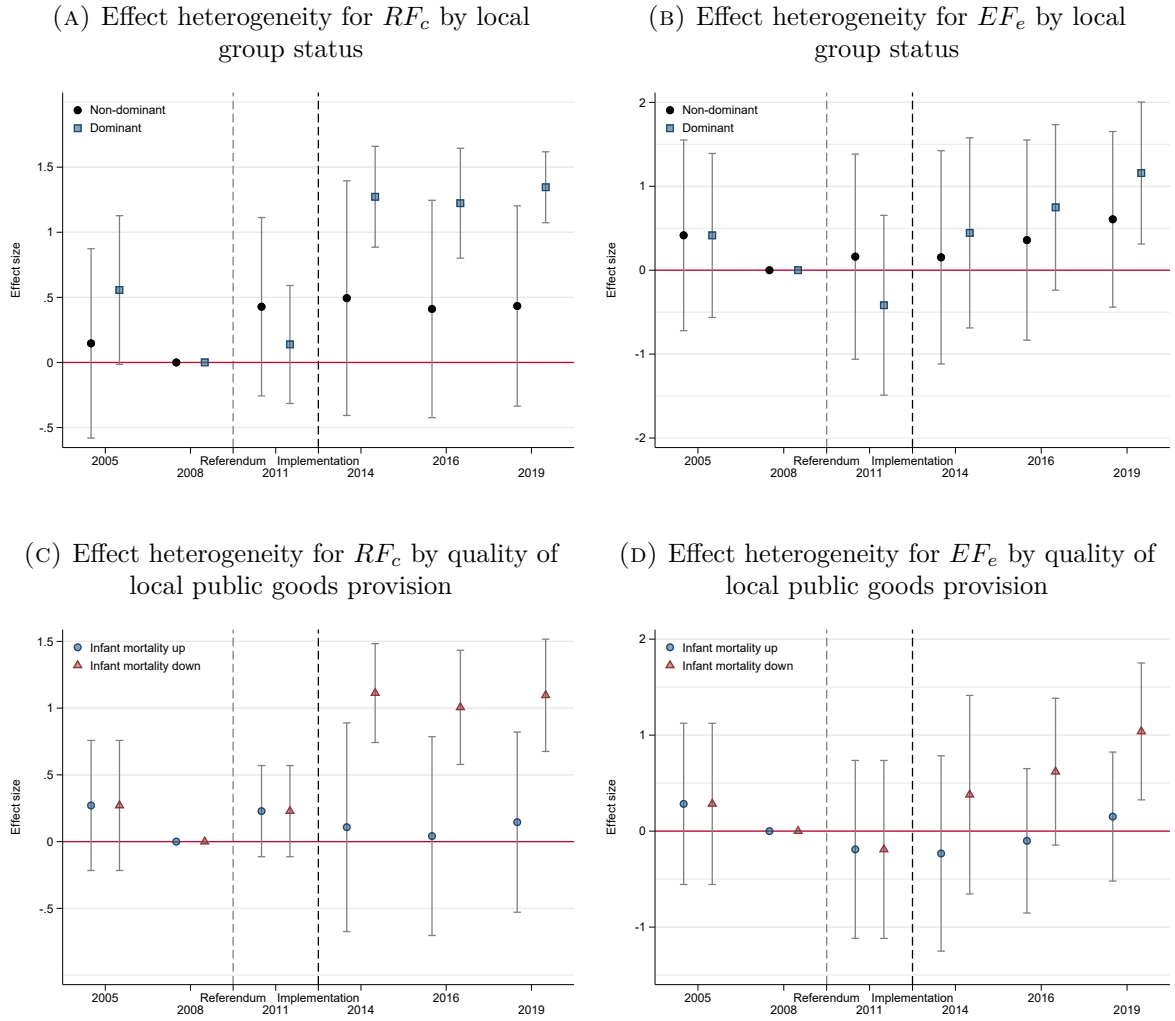 (A) Effect heterogeneity for RF_c by local
group status
Non-dominant
Dominant
1.5
1
.5
0
-.5
Effect size
2005
2008
Referendum
2011
Implementation
2014
2016
2019
(B) Effect heterogeneity for EF_e by local
group status
Non-dominant
Dominant
2
1
0
-1
-2
Effect size
2005
2008
Referendum
2011
Implementation
2014
2016
2019
(C) Effect heterogeneity for RF_c by quality of
local public goods provision
Infant mortality up
Infant mortality down
1.5
1
.5
0
-.5
Effect size
2005
2008
Referendum
2011
Implementation
2014
2016
2019
(D) Effect heterogeneity for EF_e by quality of
local public goods provision
Infant mortality up
Infant mortality down
2
1
0
-1
Effect size
2005
2008
Referendum
2011
Implementation
2014
2016
2019